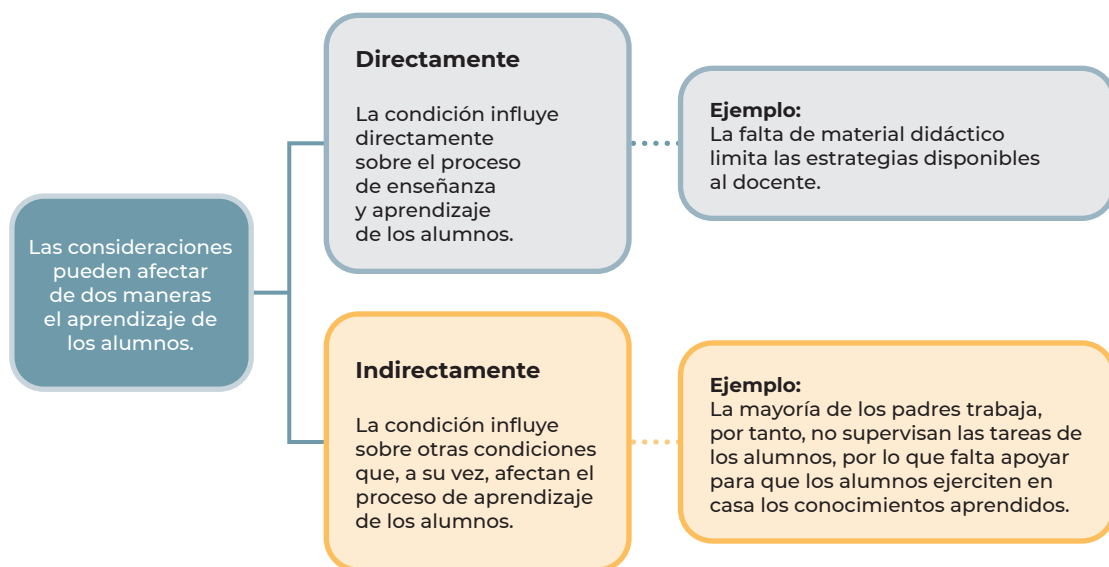 Las consideraciones
pueden afectar
de dos maneras
el aprendizaje de
los alumnos.
Directamente
La condición influye
directamente
sobre el proceso
de enseñanza
y aprendizaje
de los alumnos.
Ejemplo:
La falta de material didáctico
limita las estrategias disponibles
al docente.
Indirectamente
La condición influye
sobre otras condiciones
que, a su vez, afectan el
proceso de aprendizaje
de los alumnos.
Ejemplo:
La mayoría de los padres trabaja,
por tanto, no supervisan las tareas de
los alumnos, por lo que falta apoyar
para que los alumnos ejerciten en
casa los conocimientos aprendidos.